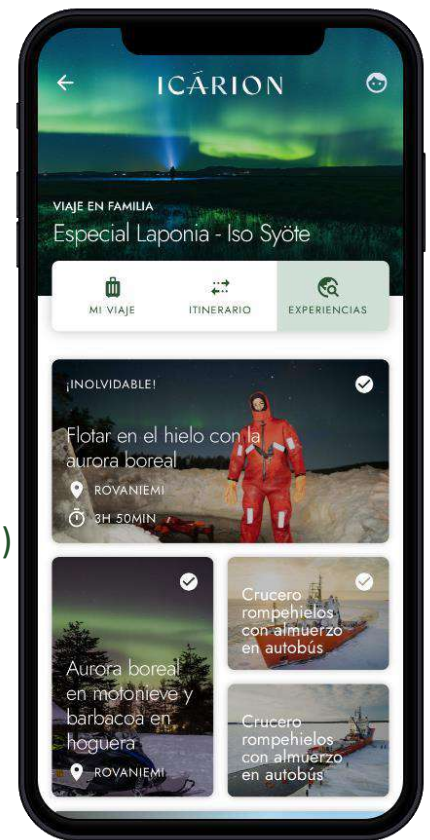 ICÁRION
VIAJE EN FAMILIA
Especial Laponia - Iso Syöte
MI VIAJE
ITINERARIO
EXPERIENCIAS
¡INOLVIDABLE!
Flotar en el hielo con la
aurora boreal
ROVANIEMI
3H 50MIN
)
Aurora boreal
en motonieve y
barbacoa en
hoguera
ROVANIEMI
Crucero
rompehielos
con almuerzo
en autobús
Crucero
rompehielos
con almuerzo
en autobús